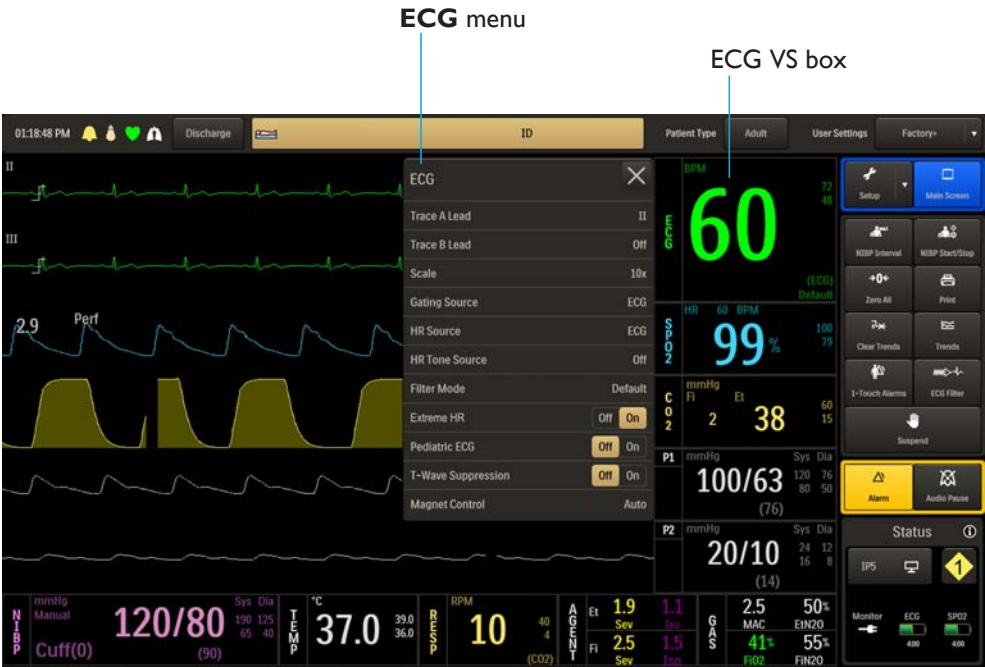 ECG menu
ECG VS box
01:18:48 PM
Discharge
ID
Patient Type
Adult
User Settings
Factory+
II
III
2.9 Perf
ECG
Trace A Lead II
Trace B Lead Off
Scale 10x
Gating Source ECG
HR Source ECG
HR Tone Source Off
Filter Mode Default
Extreme HR Off On
Pediatric ECG Off On
T-Wave Suppression Off On
Magnet Control Auto
ECG
BPM
60
72
48
(ECG)
Default
SPO2
HR 60 BPM
99%
100
79
CO2
mmHg
Fi Et
2 38
60
15
P1 mmHg Sys Dia
100/63
120 76
80 50
(76)
P2 mmHg Sys Dia
20/10
24 12
16 8
(14)
Setup
Main Screen
NIBP Interval
NIBP Start/Stop
+0+
Zero All
Print
Clear Trends
Trends
1-Touch Alarms
ECG Filter
Suspend
Alarm
Audio Pause
Status
IP5
1
Monitor ECG SPO2
4:00 4:00
NIBP
mmHg
Manual
120/80
Sys Dia
190 125
65 40
Cuff(0)
(90)
TEMP
°C
37.0
39.0
36.0
RESP
RPM
10
40
4
(CO2)
AGENT
Et 1.9 1.1
Sev Iso
Fi 2.5 1.5
Sev Iso
GAS
2.5 50%
MAC EtN20
41% 55%
FiO2 FiN20